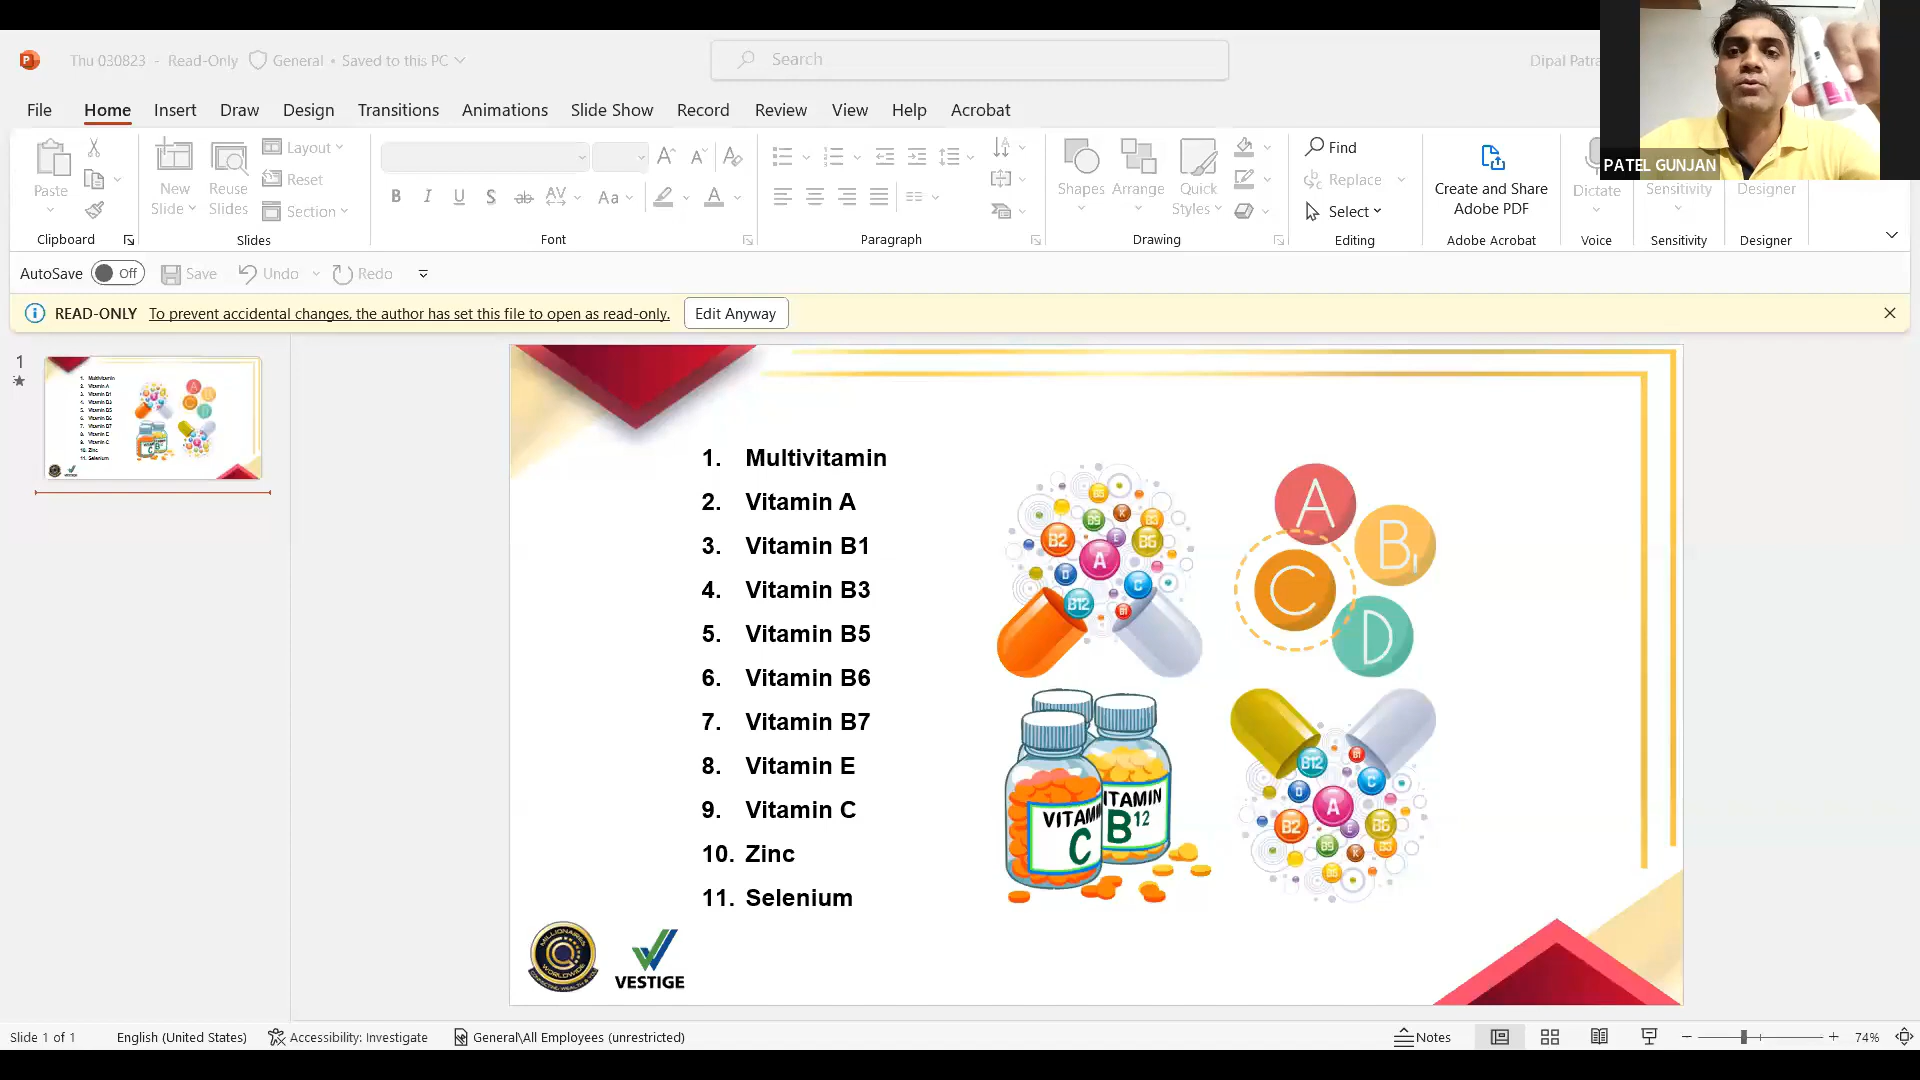 Thu 030823 - Read-Only General • Saved to this PC
Search
Dipal Patra
File Home Insert Draw Design Transitions Animations Slide Show Record Review View Help Acrobat
PATEL GUNJAN
Paste
New Slide
Reuse Slides
Layout
Reset
Section
Shapes
Arrange
Quick Styles
Find
Replace
Select
Create and Share Adobe PDF
Dictate
Sensitivity
Designer
Clipboard Slides Font Paragraph Drawing Editing Adobe Acrobat Voice Sensitivity Designer
AutoSave Off Save Undo Redo
READ-ONLY To prevent accidental changes, the author has set this file to open as read-only. Edit Anyway
1
1. Multivitamin
2. Vitamin A
3. Vitamin B1
4. Vitamin B3
5. Vitamin B5
6. Vitamin B6
7. Vitamin B7
8. Vitamin E
9. Vitamin C
10. Zinc
11. Selenium
A
B1
C
D
VITAM
C
ITAMIN
B12
MILLIONAIRES
WORLDWIDE
VESTIGE
Slide 1 of 1 English (United States) Accessibility: Investigate General\All Employees (unrestricted) Notes 74%